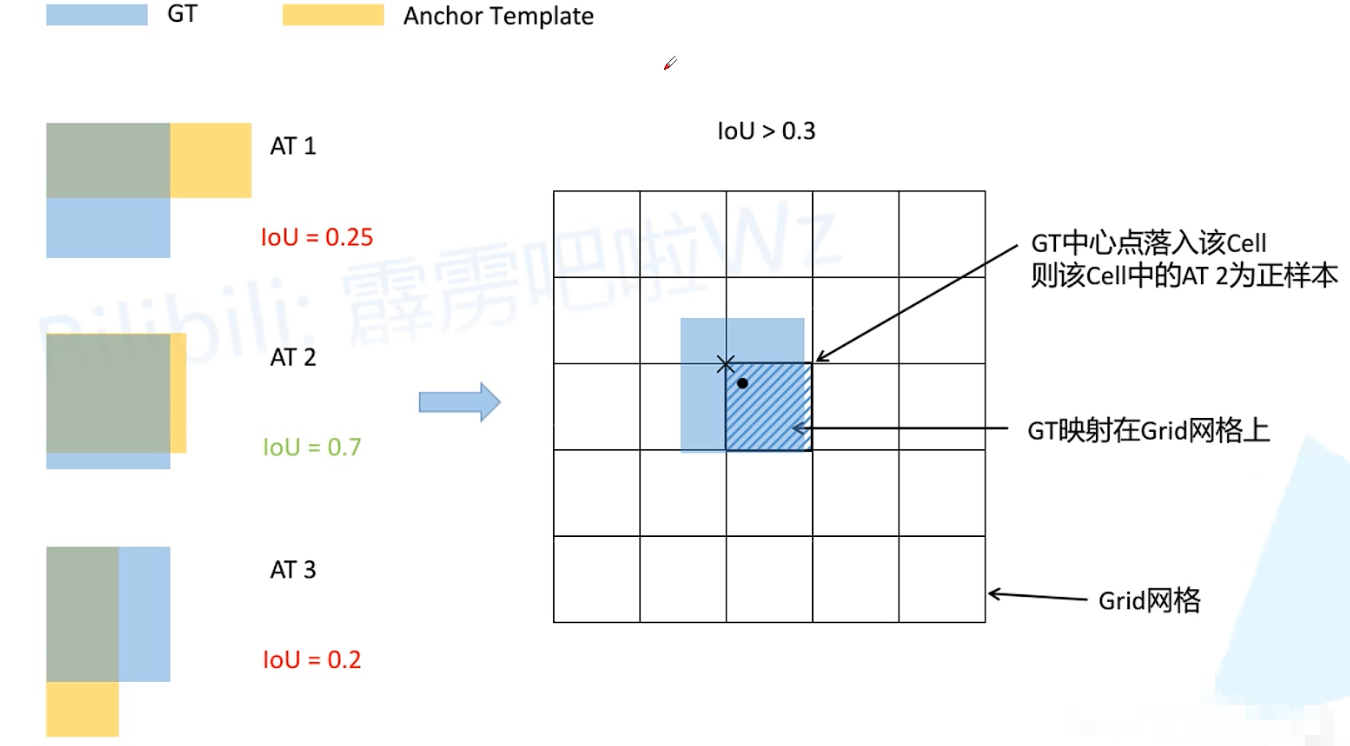 GT
Anchor Template
IoU > 0.3
AT 1
IoU = 0.25
GT中心点落入该Cell
则该Cell中的AT 2为正样本
Bilibili: 霹雳吧啦Wz
AT 2
IoU = 0.7
GT映射在Grid网格上
AT 3
IoU = 0.2
Grid网格